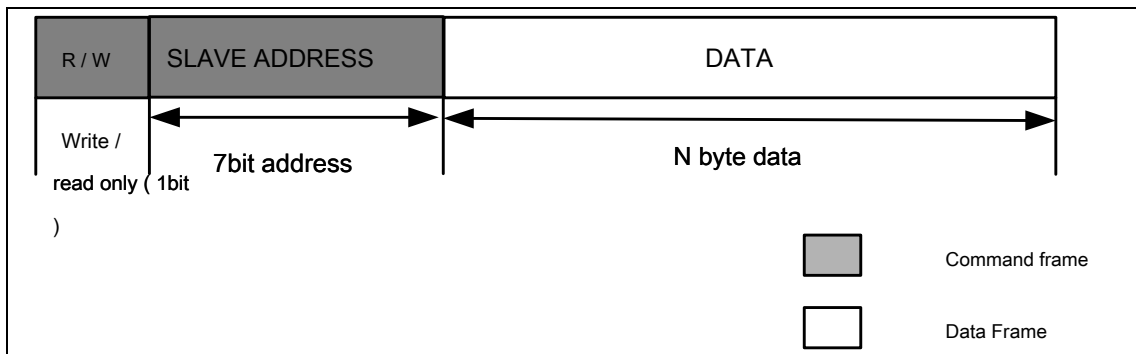 R / W
SLAVE ADDRESS
DATA
Write /
read only ( 1bit
)
7bit address
N byte data
Command frame
Data Frame